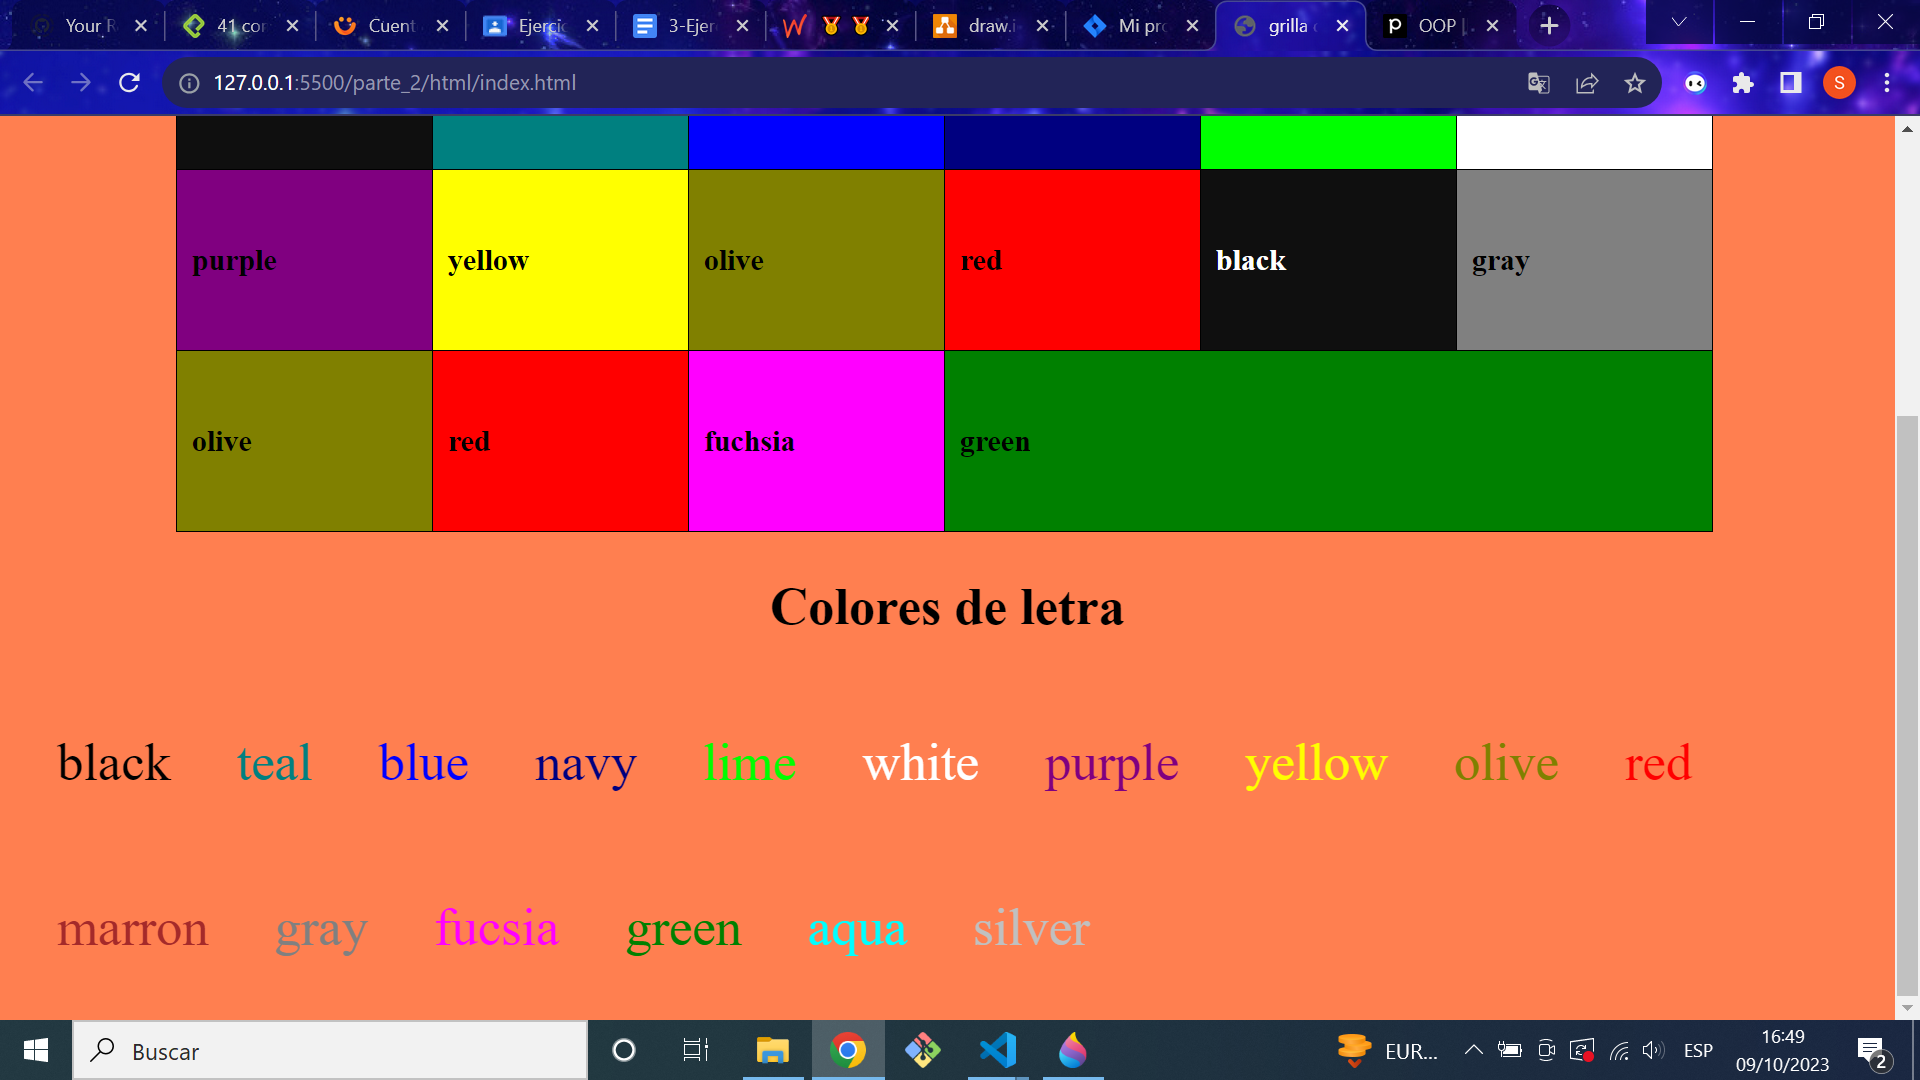 Your R
41 co
Cuent
Ejercic
3-Ejer
draw.i
Mi pro
grilla
OOP |
127.0.0.1:5500/parte_2/html/index.html
S
purple yellow olive red black gray
olive red fuchsia green
Colores de letra
black teal blue navy lime white purple yellow olive red
marron gray fucsia green aqua silver
Buscar
EUR...
ESP
16:49
09/10/2023
2